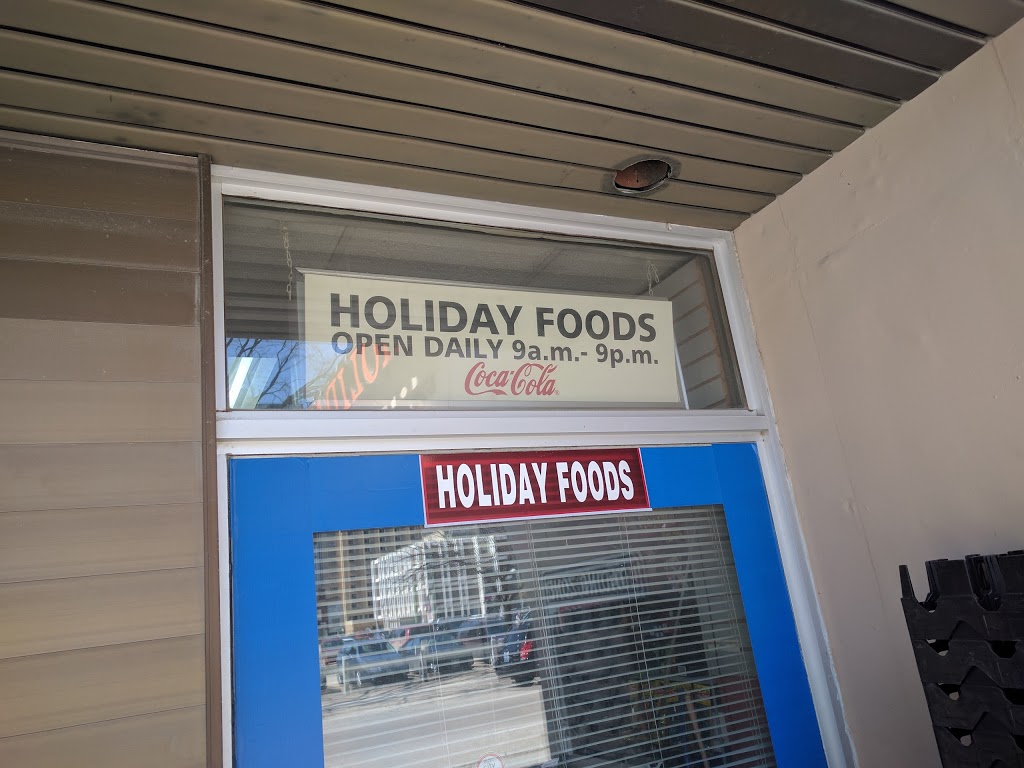 HOLIDAY FOODS
OPEN DAILY 9a.m.- 9p.m.
Coca-Cola
HOLIDAY FOODS